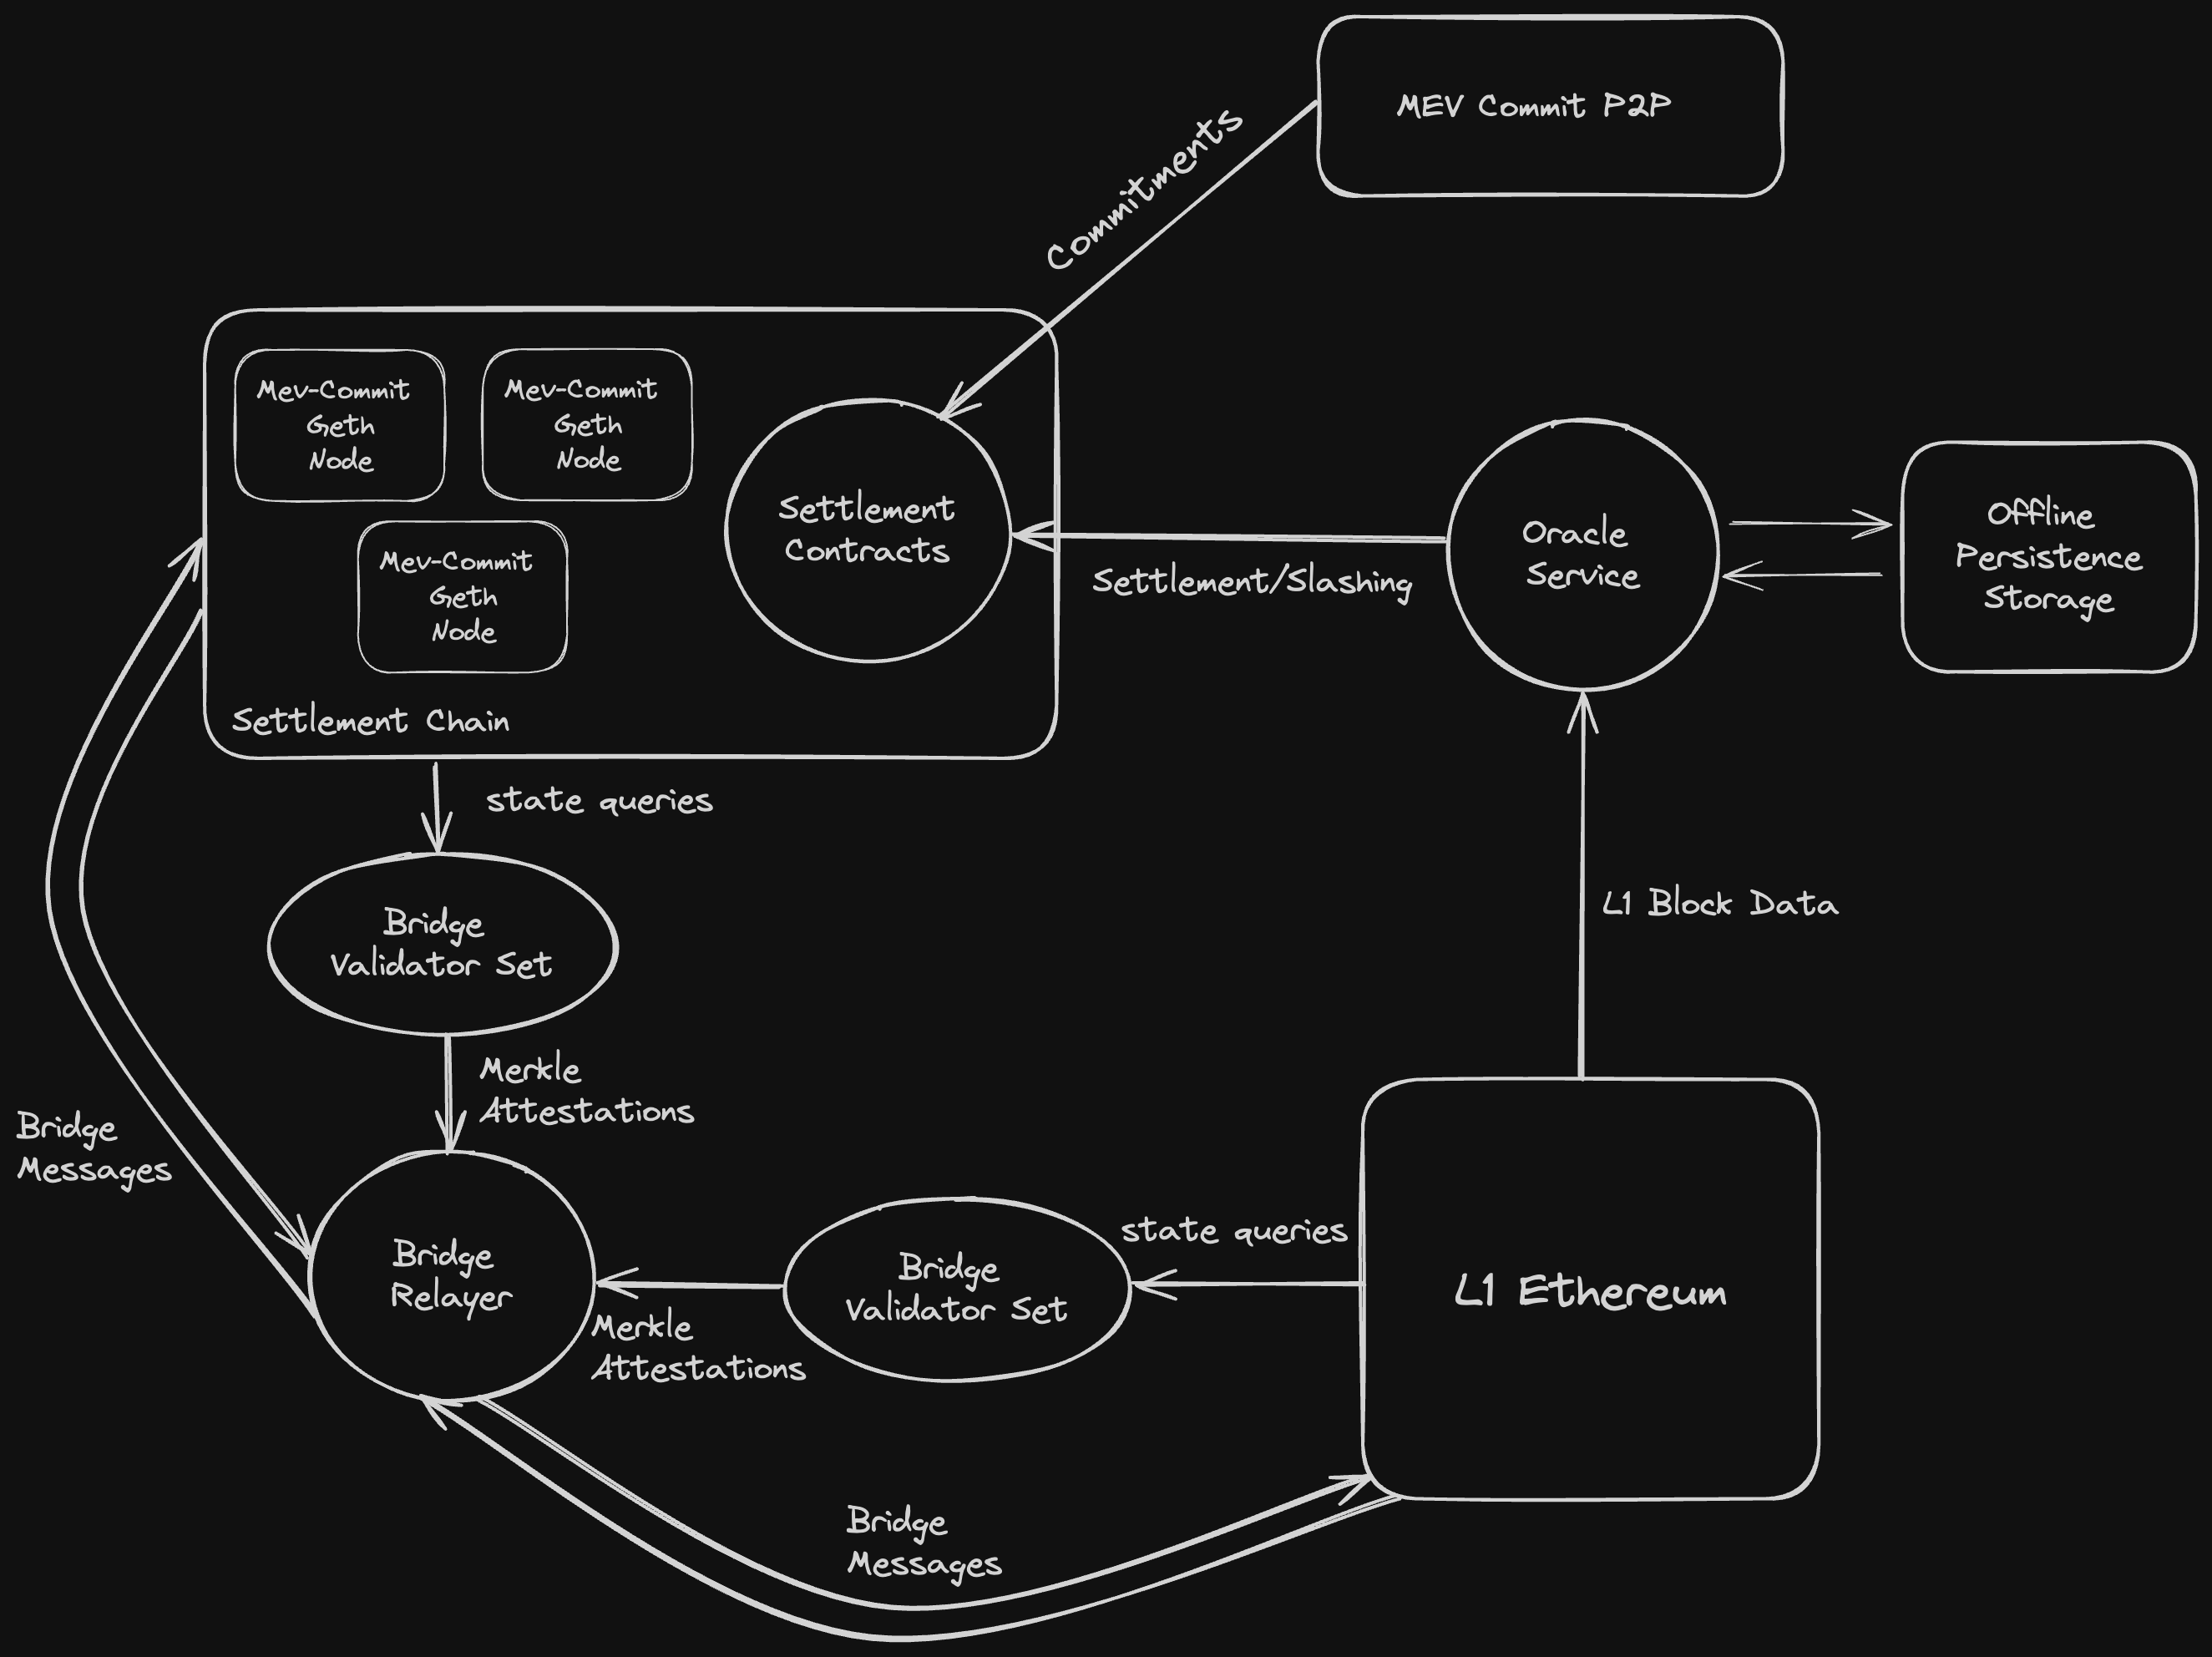 MEV Commit P2P
Commitments
Mev-Commit
Geth
Node
Mev-Commit
Geth
Node
Mev-Commit
Geth
Node
Settlement
Contracts
Settlement Chain
Settlement/Slashing
Oracle
Service
Offline
Persistence
Storage
state queries
Bridge
Validator Set
L1 Block Data
Merkle
Attestations
Bridge
Messages
Bridge
Relayer
Merkle
Attestations
Bridge
Validator Set
state queries
L1 Ethereum
Bridge
Messages